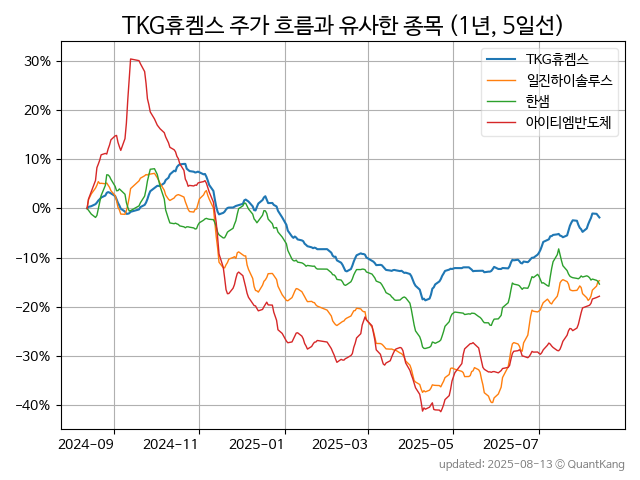 TKG휴켐스 주가 흐름과 유사한 종목 (1년, 5일선)
TKG휴켐스
일진하이솔루스
한샘
아이티엠반도체
30%
20%
10%
0%
−10%
−20%
−30%
−40%
2024-09
2024-11
2025-01
2025-03
2025-05
2025-07
updated: 2025-08-13 © QuantKang